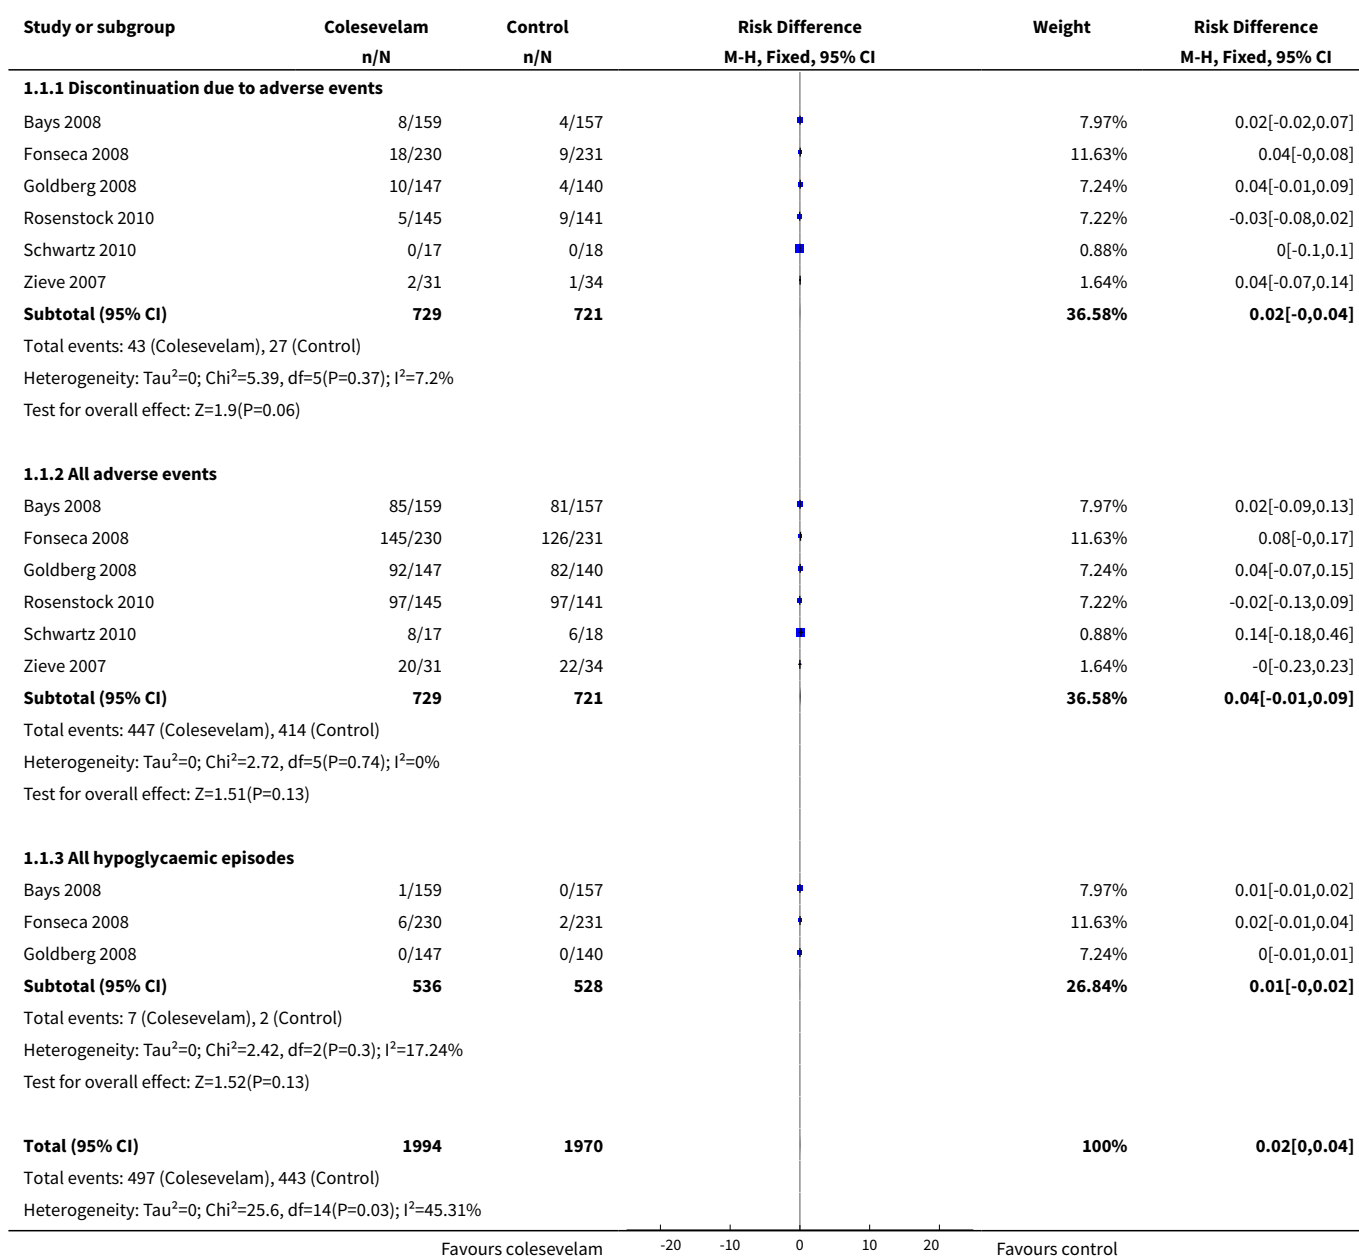 Study or subgroup Colesevelam Control Risk Difference Weight Risk Difference
n/N n/N M-H, Fixed, 95% CI M-H, Fixed, 95% CI
1.1.1 Discontinuation due to adverse events
Bays 2008 8/159 4/157 7.97% 0.02[-0.02,0.07]
Fonseca 2008 18/230 9/231 11.63% 0.04[-0,0.08]
Goldberg 2008 10/147 4/140 7.24% 0.04[-0.01,0.09]
Rosenstock 2010 5/145 9/141 7.22% -0.03[-0.08,0.02]
Schwartz 2010 0/17 0/18 0.88% 0[-0.1,0.1]
Zieve 2007 2/31 1/34 1.64% 0.04[-0.07,0.14]
Subtotal (95% CI) 729 721 36.58% 0.02[-0,0.04]
Total events: 43 (Colesevelam), 27 (Control)
Heterogeneity: Tau²=0; Chi²=5.39, df=5(P=0.37); I²=7.2%
Test for overall effect: Z=1.9(P=0.06)
1.1.2 All adverse events
Bays 2008 85/159 81/157 7.97% 0.02[-0.09,0.13]
Fonseca 2008 145/230 126/231 11.63% 0.08[-0,0.17]
Goldberg 2008 92/147 82/140 7.24% 0.04[-0.07,0.15]
Rosenstock 2010 97/145 97/141 7.22% -0.02[-0.13,0.09]
Schwartz 2010 8/17 6/18 0.88% 0.14[-0.18,0.46]
Zieve 2007 20/31 22/34 1.64% -0[-0.23,0.23]
Subtotal (95% CI) 729 721 36.58% 0.04[-0.01,0.09]
Total events: 447 (Colesevelam), 414 (Control)
Heterogeneity: Tau²=0; Chi²=2.72, df=5(P=0.74); I²=0%
Test for overall effect: Z=1.51(P=0.13)
1.1.3 All hypoglycaemic episodes
Bays 2008 1/159 0/157 7.97% 0.01[-0.01,0.02]
Fonseca 2008 6/230 2/231 11.63% 0.02[-0.01,0.04]
Goldberg 2008 0/147 0/140 7.24% 0[-0.01,0.01]
Subtotal (95% CI) 536 528 26.84% 0.01[-0,0.02]
Total events: 7 (Colesevelam), 2 (Control)
Heterogeneity: Tau²=0; Chi²=2.42, df=2(P=0.3); I²=17.24%
Test for overall effect: Z=1.52(P=0.13)
Total (95% CI) 1994 1970 100% 0.02[0,0.04]
Total events: 497 (Colesevelam), 443 (Control)
Heterogeneity: Tau²=0; Chi²=25.6, df=14(P=0.03); I²=45.31%
Favours colesevelam -20 -10 0 10 20 Favours control